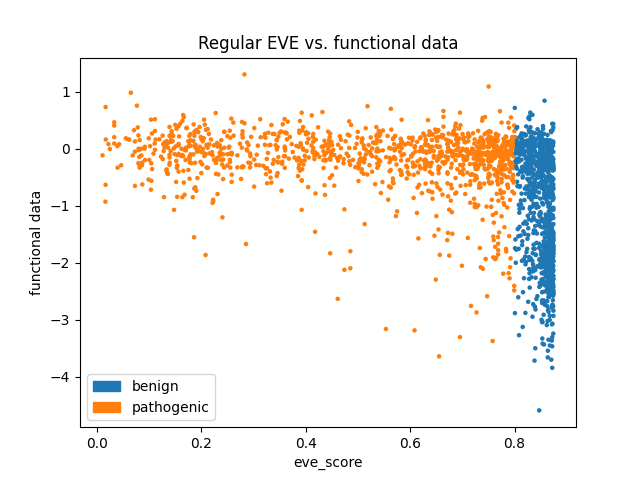 Regular EVE vs. functional data
functional data
1
0
−1
−2
−3
−4
benign
pathogenic
0.0 0.2 0.4 0.6 0.8
eve_score